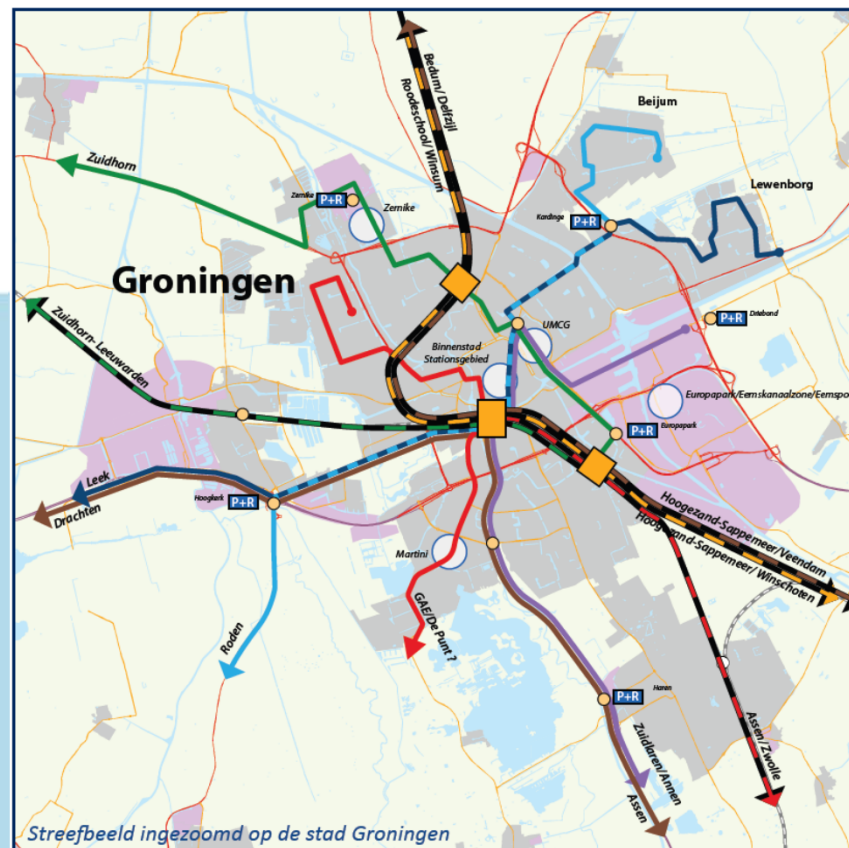 Bedum/ Delfzijl
Roodeschool/ Winsum
Beijum
Zuidhorn
Lewenborg
Zernike
P+R
Zernike
Kardinge
P+R
Groningen
Zuidhorn- Leeuwarden
UMCG
Driebond
P+R
Binnenstad
Stationsgebied
Europapark/Eemskanaalzone/Eemspo
P+R
Europapark
Leek
Drachten
Hoogkerk
P+R
Hoogezand-Sappemeer/Veendam
Hoogezand-Sappemeer/ Winschoten
Martini
GAE/De Punt ?
Roden
P+R
Haren
Zuidlaren/Annen
Assen
Assen/Zwolle
Streefbeeld ingezoomd op de stad Groningen